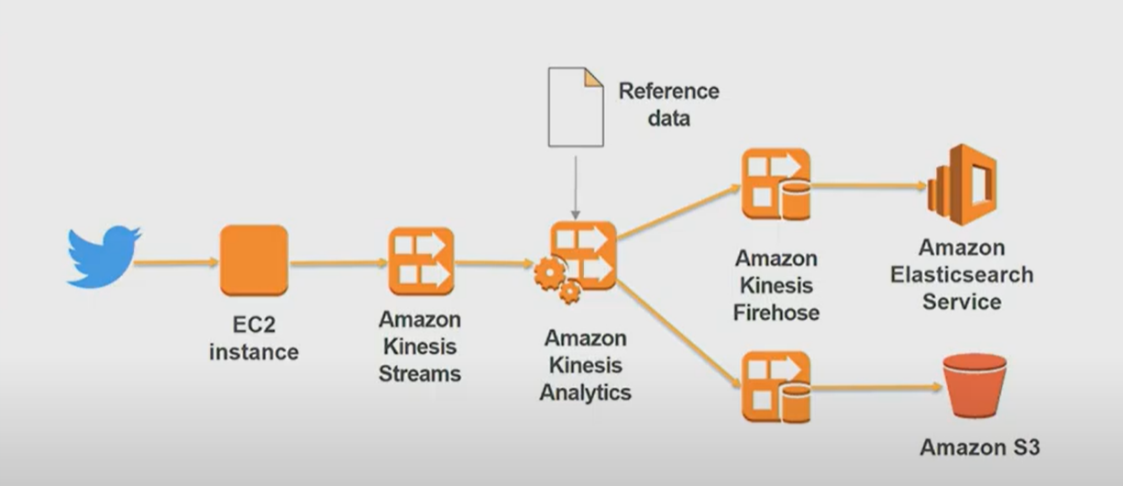 Reference
data
EC2
instance
Amazon
Kinesis
Streams
Amazon
Kinesis
Analytics
Amazon
Kinesis
Firehose
Amazon
Elasticsearch
Service
Amazon S3